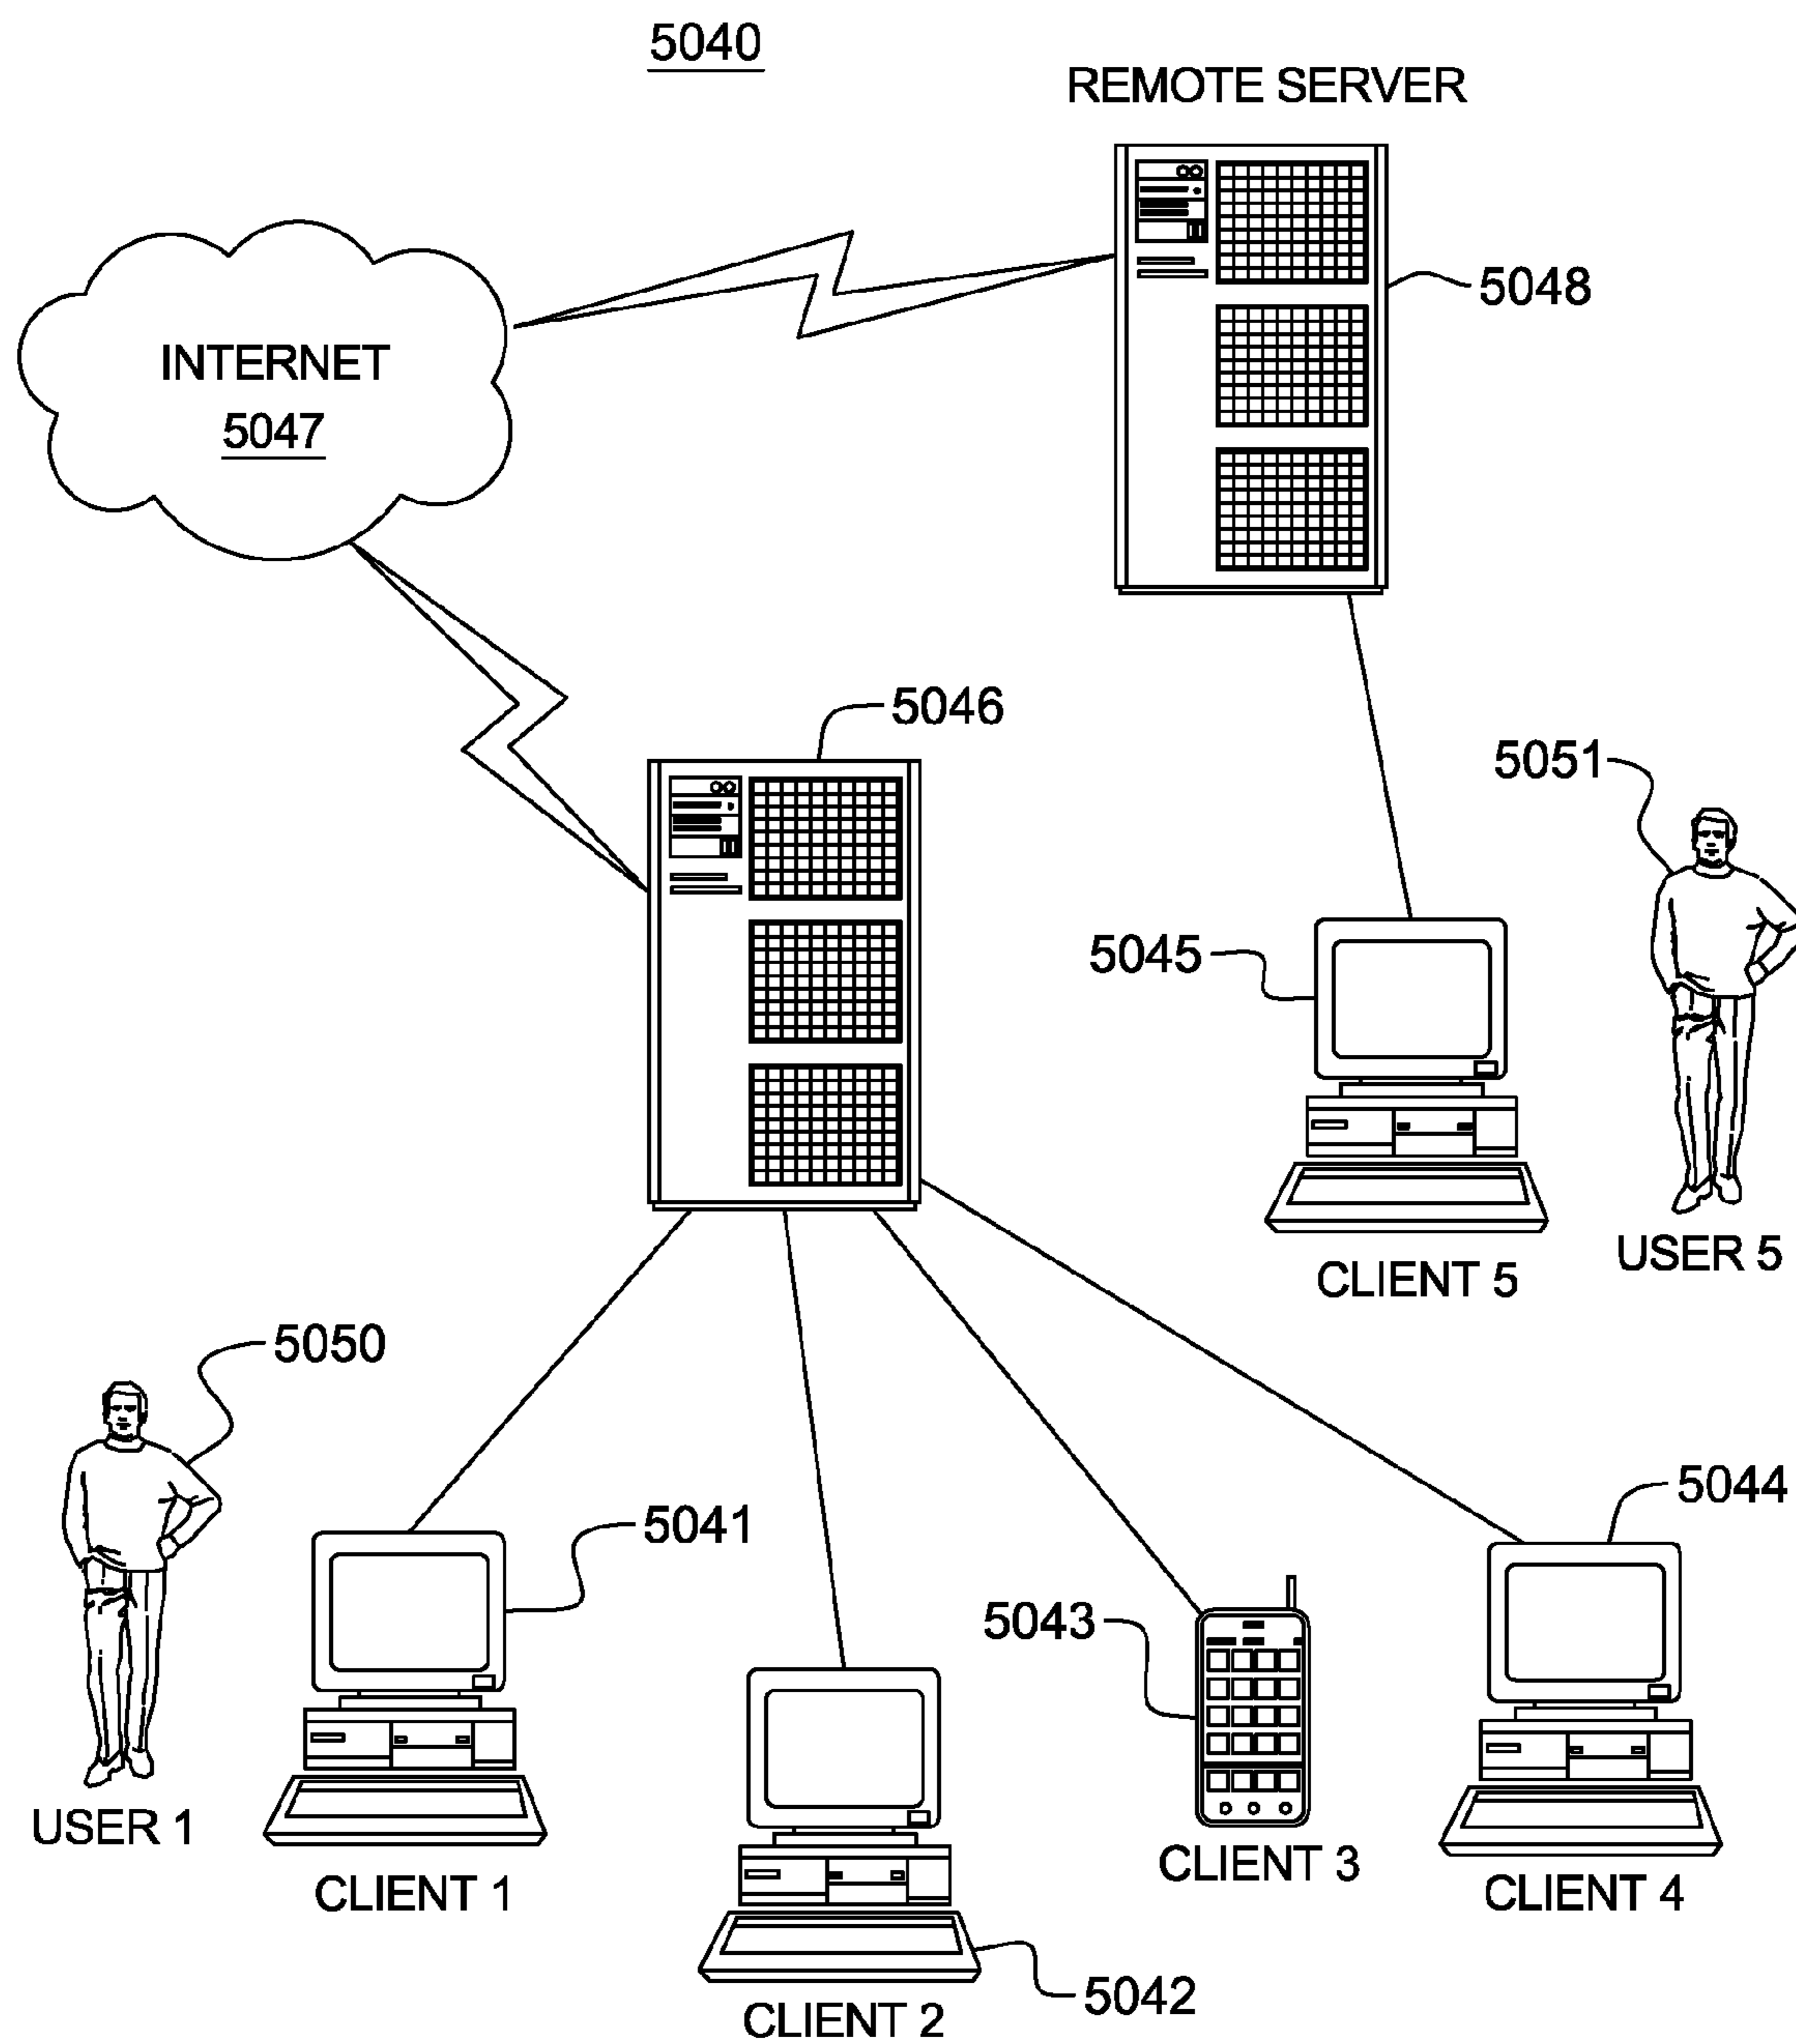 5040
REMOTE SERVER
5048
INTERNET
5047
5046
5051
5045
USER 5
CLIENT 5
5050
5044
5041
5043
USER 1
CLIENT 3
CLIENT 1
CLIENT 4
5042
CLIENT 2